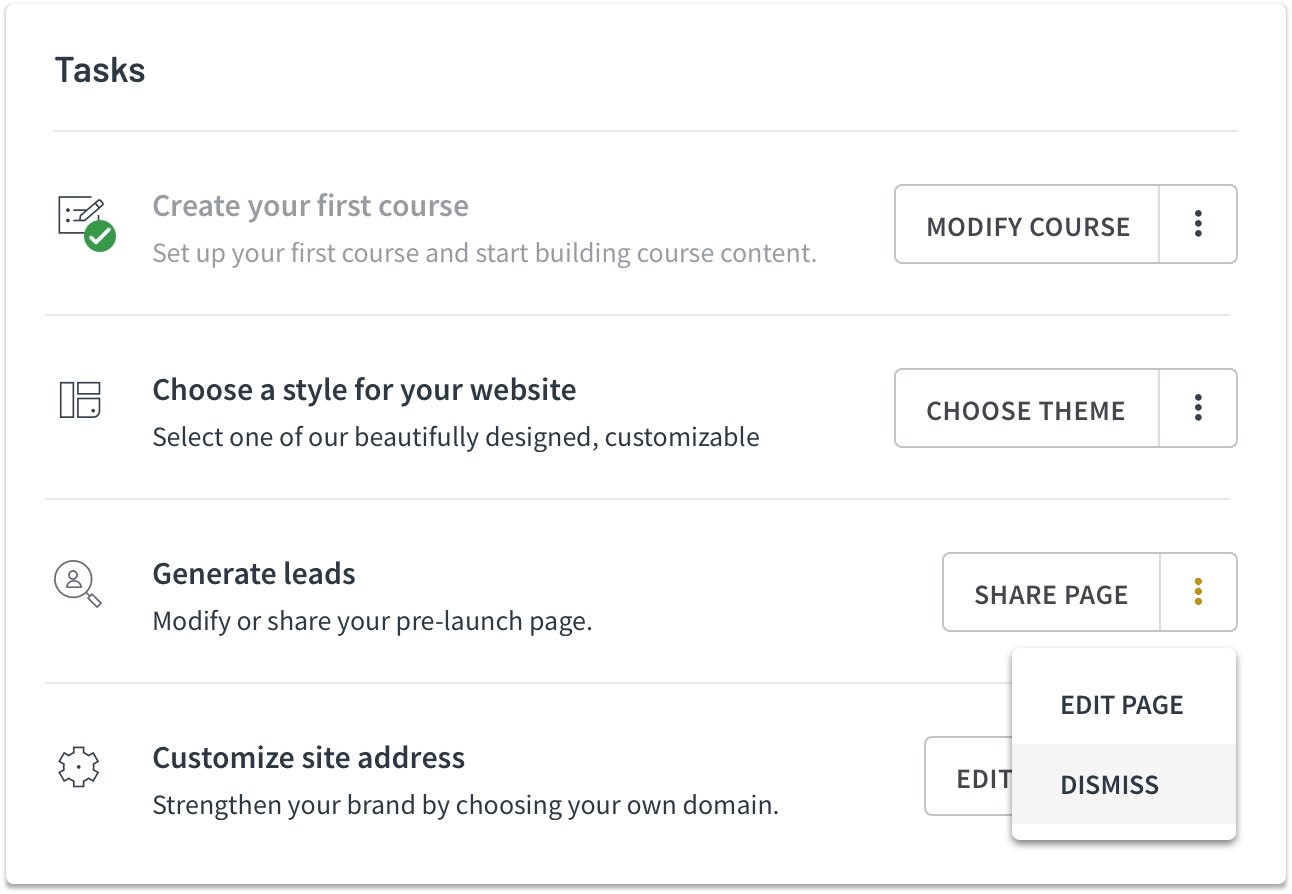 Tasks
Create your first course
Set up your first course and start building course content.
MODIFY COURSE
Choose a style for your website
Select one of our beautifully designed, customizable
CHOOSE THEME
Generate leads
Modify or share your pre-launch page.
SHARE PAGE
EDIT PAGE
DISMISS
Customize site address
Strengthen your brand by choosing your own domain.
EDIT